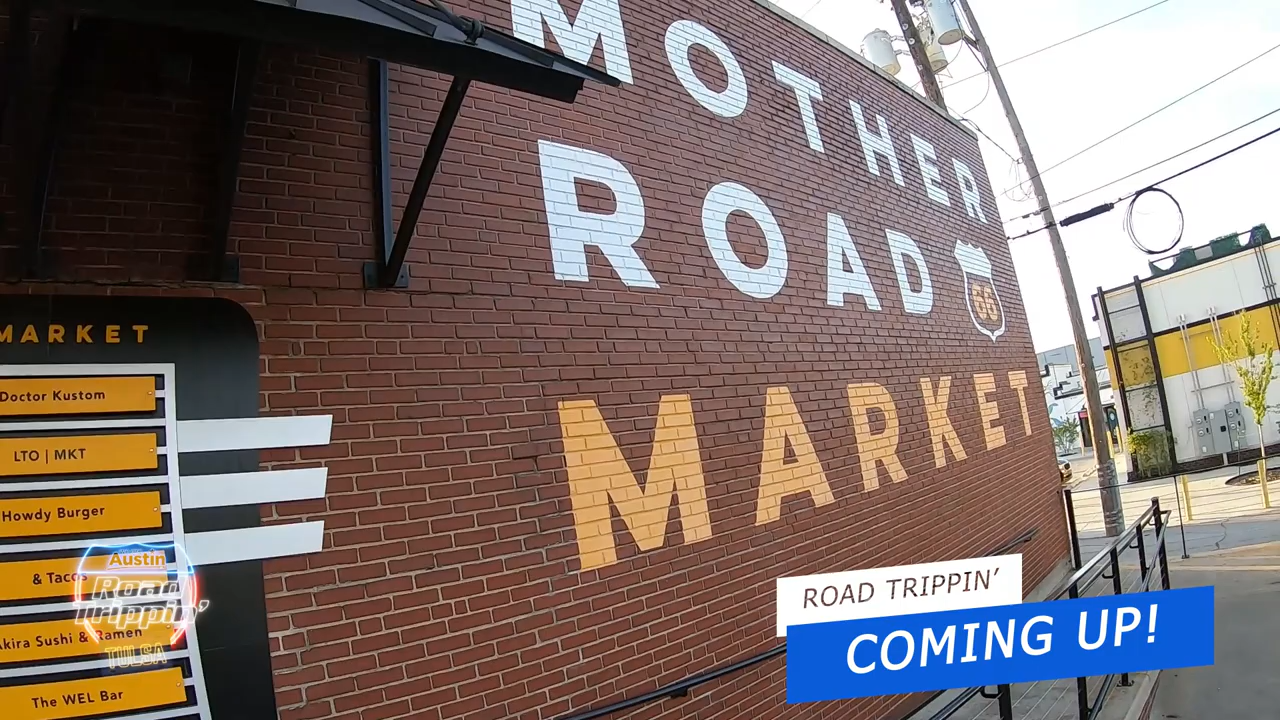 MOTHER
ROAD
66
MARKET
MARKET
Doctor Kustom
LTO | MKT
Howdy Burger
& Tacos
Akira Sushi & Ramen
The WEL Bar
Austin
Road
Trippin'
TULSA
ROAD TRIPPIN'
COMING UP!